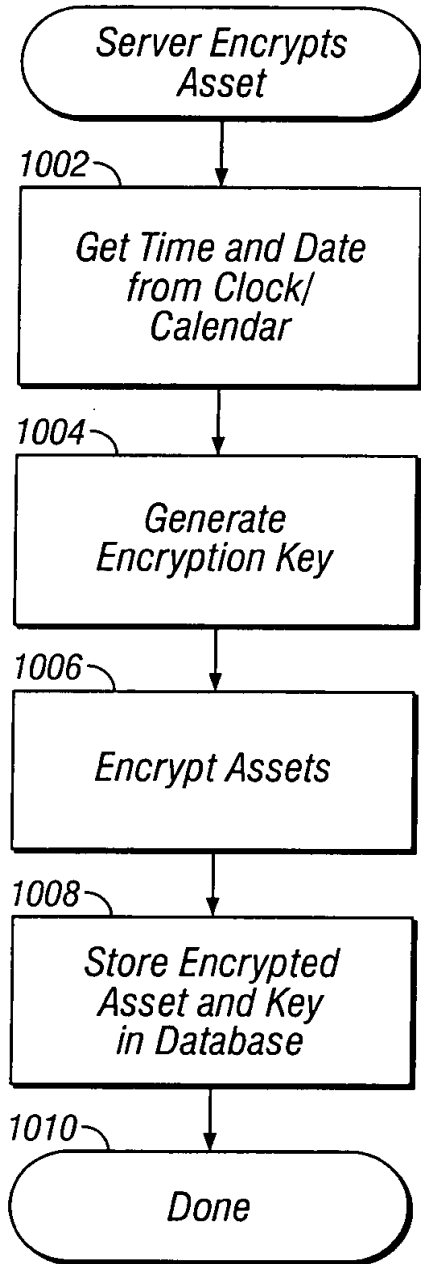 Server Encrypts
Asset
1002
Get Time and Date
from Clock/
Calendar
1004
Generate
Encryption Key
1006
Encrypt Assets
1008
Store Encrypted
Asset and Key
in Database
1010
Done